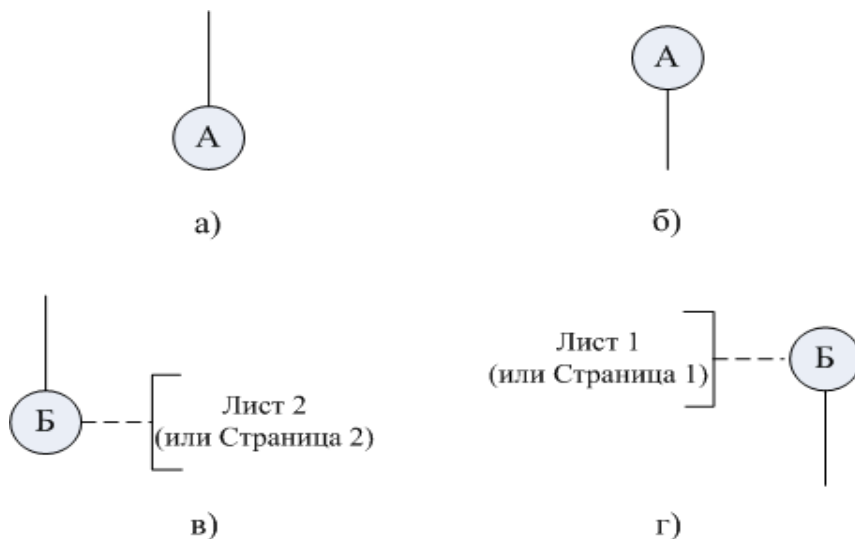 А
А
а)
б)
Б
Лист 2
(или Страница 2)
Лист 1
(или Страница 1)
Б
в)
г)